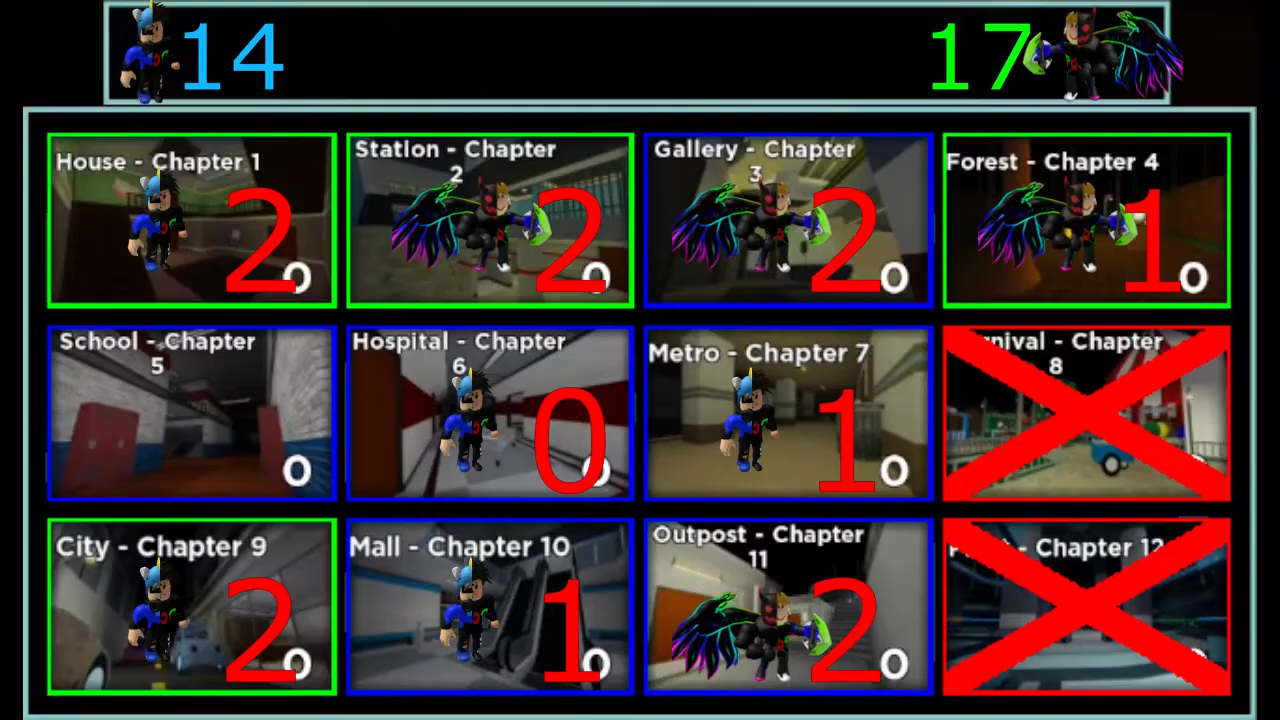 14
17
House - Chapter 1
2
0
Station - Chapter
2
2
0
Gallery - Chapter
3
2
0
Forest - Chapter 4
1
0
School - Chapter
5
0
Hospital - Chapter
6
0
0
Metro - Chapter 7
1
0
- Chapter
8
City - Chapter 9
2
0
Mall - Chapter 10
1
0
Outpost - Chapter
11
2
0
- Chapter 12